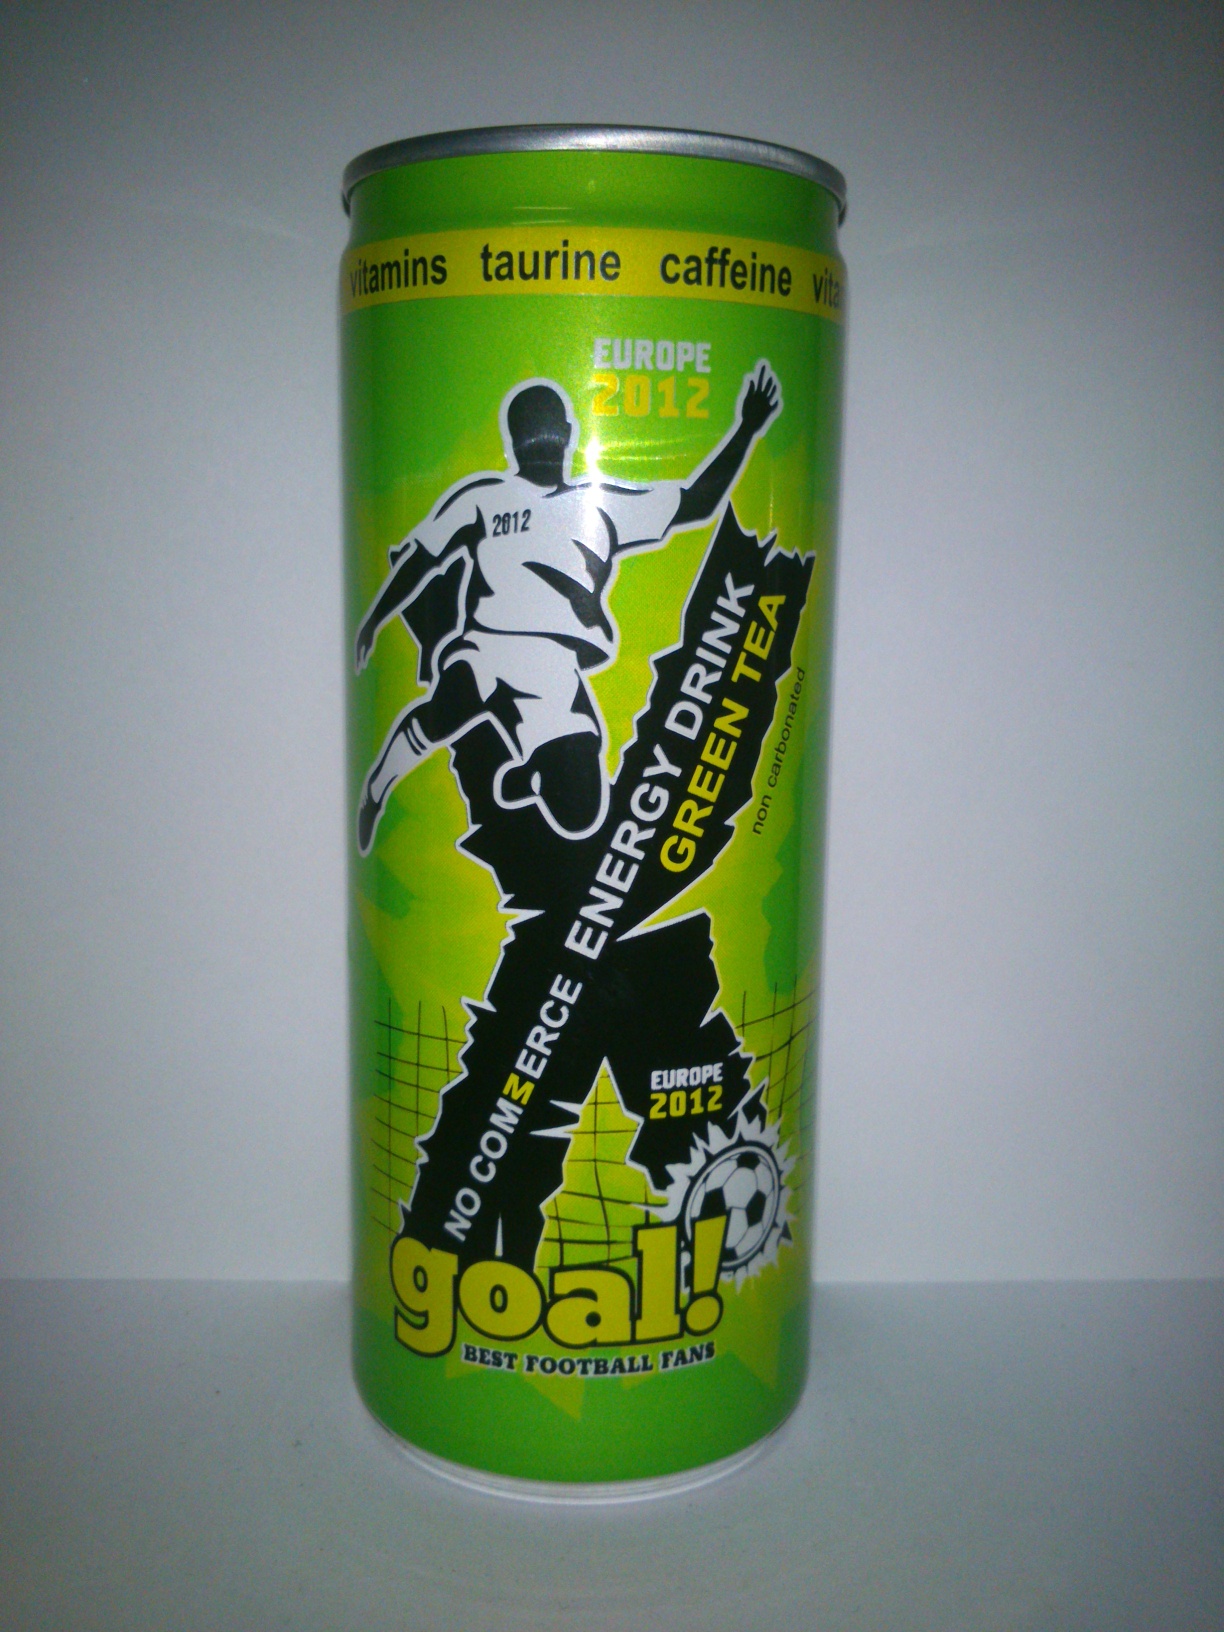 vitamins taurine caffeine
EUROPE
2012
2012
ENERGY DRINK
GREEN TEA
non carbonated
NO COMMERCE
EUROPE
2012
goal!
BEST FOOTBALL FANS